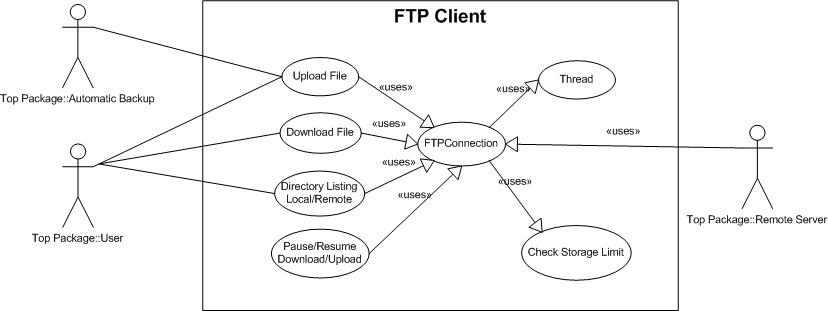 FTP Client
Upload File
Thread
Top Package::Automatic Backup
«uses»
«uses»
«uses»
Download File
FTPConnection
«uses»
«uses»
Directory Listing
Local/Remote
«uses»
«uses»
Top Package::User
Top Package::Remote Server
Pause/Resume
Download/Upload
Check Storage Limit